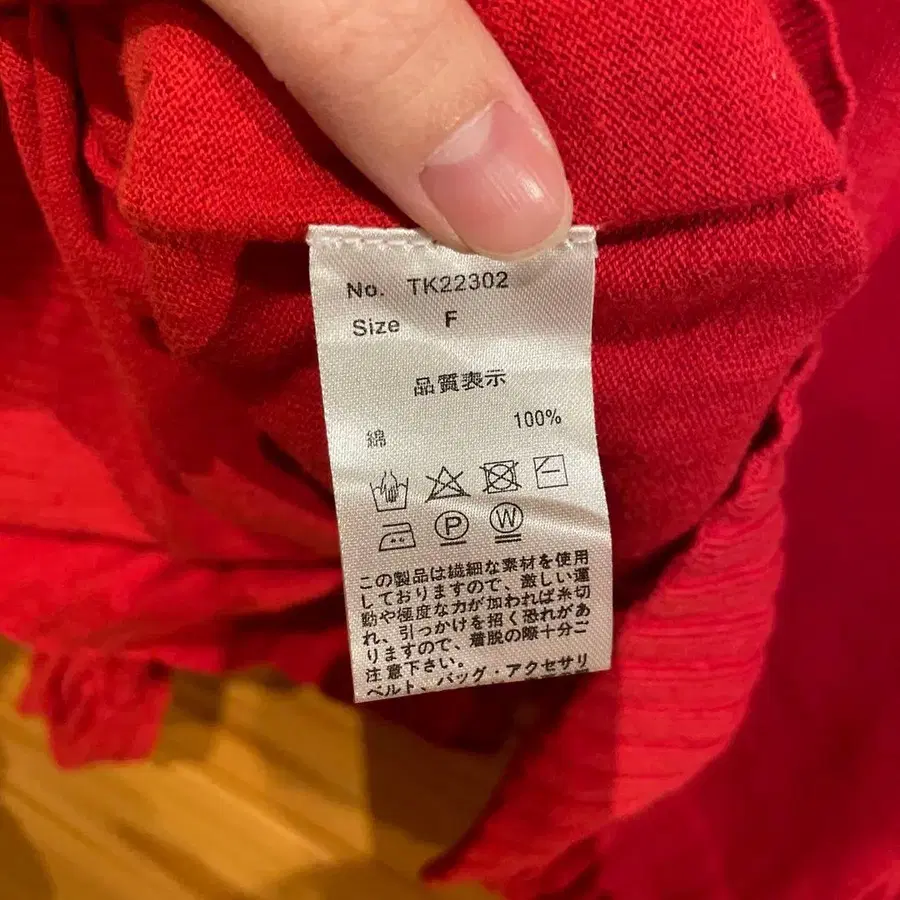 No. TK22302
Size F
品質表示
綿 100%
P W
この製品は繊細な素材を使用
しておりますので、激しい運
動や極度な力が加われば糸切
れ、引っかけを招く恐れがあ
りますので、着脱の際十分ご
注意下さい。
ベルト、バッグ・アクセサリ